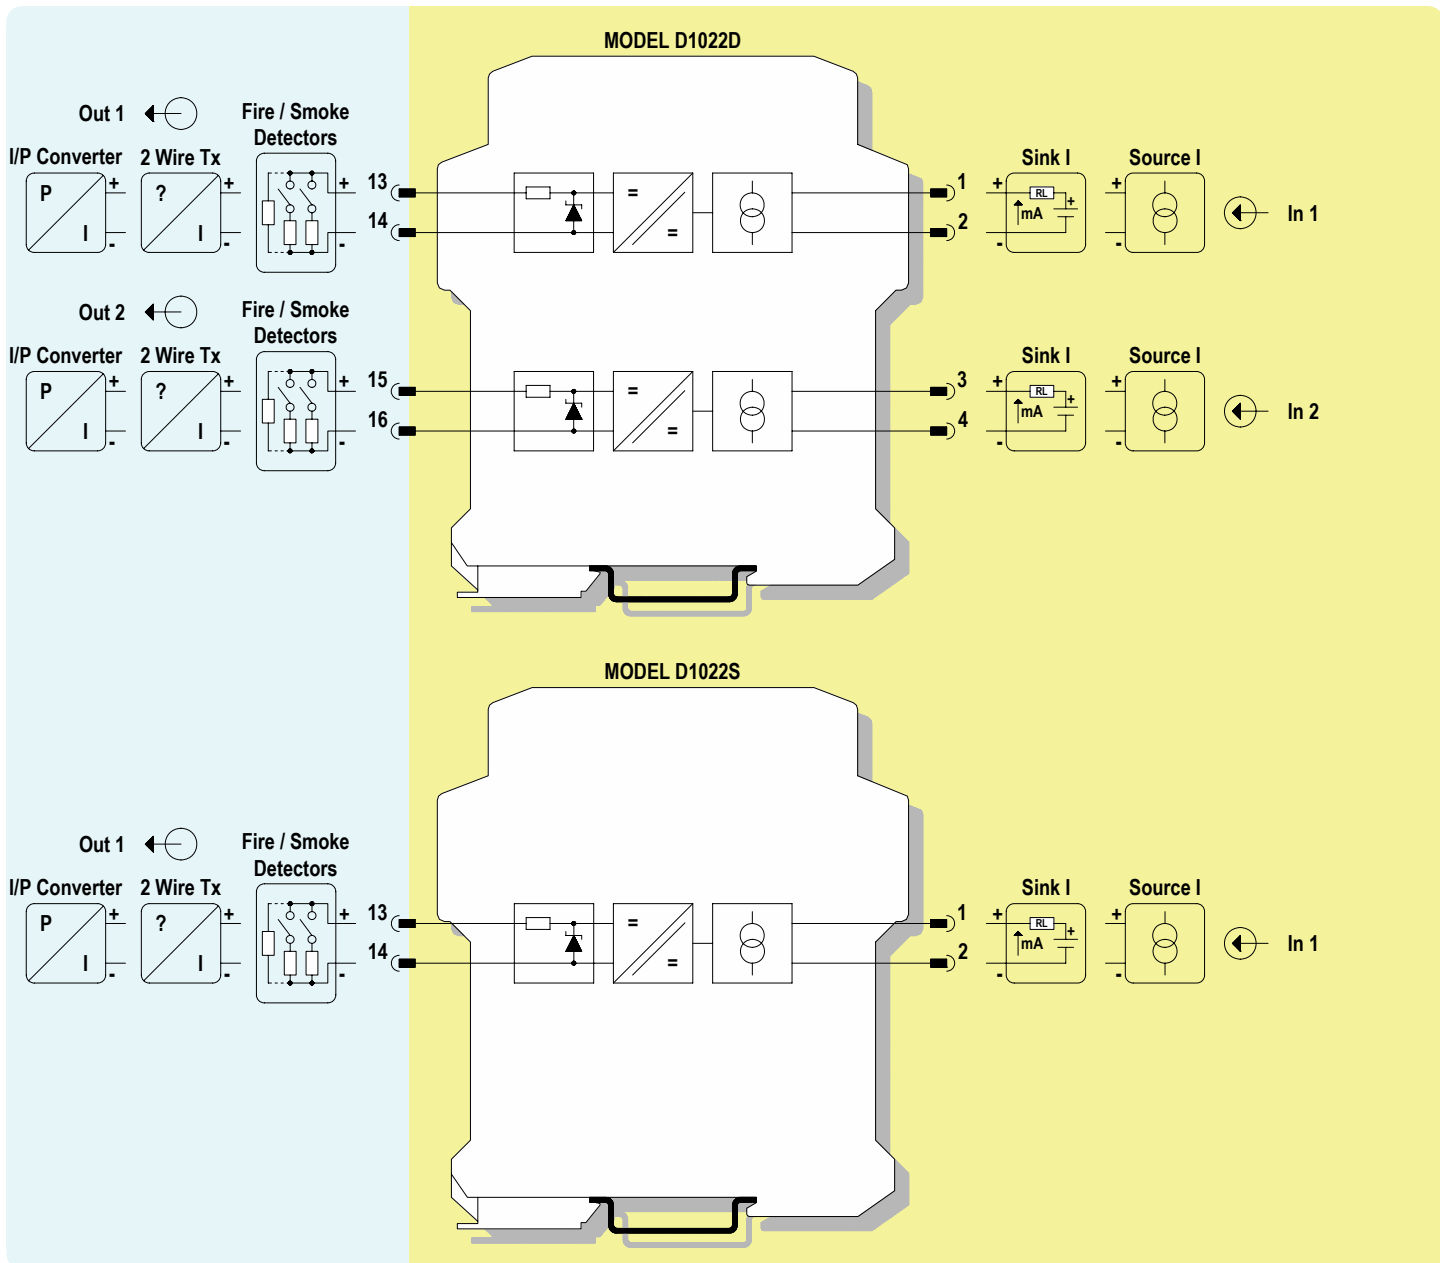 MODEL D1022D
Out 1
Fire / Smoke
Detectors
I/P Converter
2 Wire Tx
P
I
+
-
?
I
+
-
+
-
13
14
=
=
1
2
Sink I
+
-
RL
mA
+
Source I
+
-
In 1
Out 2
Fire / Smoke
Detectors
I/P Converter
2 Wire Tx
P
I
+
-
?
I
+
-
+
-
15
16
=
=
3
4
Sink I
+
-
RL
mA
+
Source I
+
-
In 2
MODEL D1022S
Out 1
Fire / Smoke
Detectors
I/P Converter
2 Wire Tx
P
I
+
-
?
I
+
-
+
-
13
14
=
=
1
2
Sink I
+
-
RL
mA
+
Source I
+
-
In 1